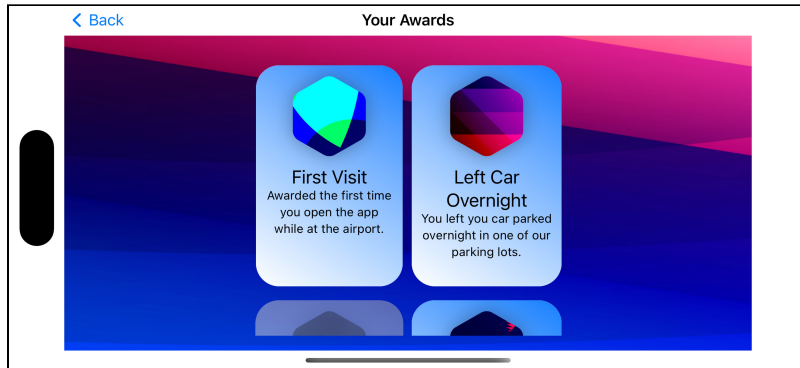 Back
Your Awards
First Visit
Awarded the first time
you open the app
while at the airport.
Left Car
Overnight
You left you car parked
overnight in one of our
parking lots.